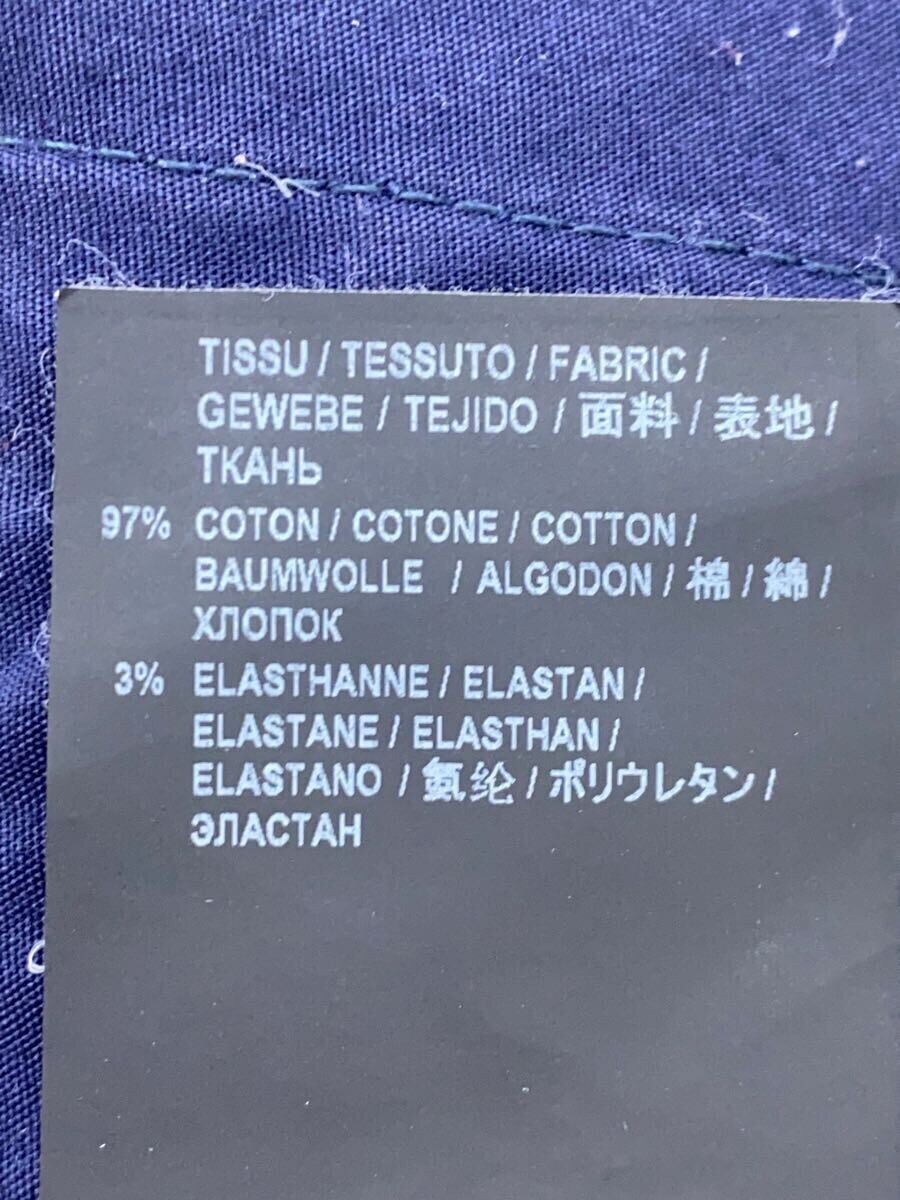 TISSU / TESSUTO / FABRIC /
GEWEBE / TEJIDO / 面料 / 表地 /
ТКАНЬ
97% COTON / COTONE / COTTON /
BAUMWOLLE / ALGODON / 棉 / 綿 /
ХЛОПОК
3% ELASTHANNE / ELASTAN /
ELASTANE / ELASTHAN /
ELASTANO / 氨纶 / ポリウレタン /
ЭЛАСТАН